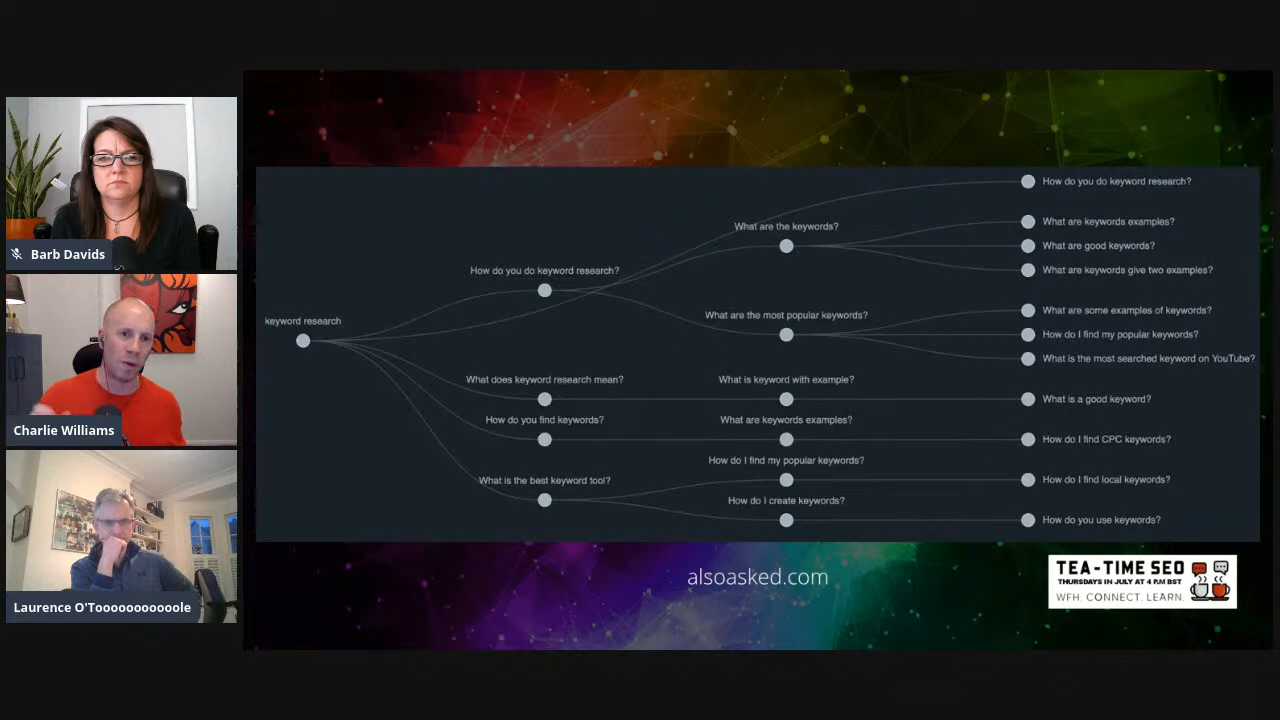 Barb Davids
Charlie Williams
Laurence O'Tooooooooooole
keyword research
How do you do keyword research?
What does keyword research mean?
How do you find keywords?
What is the best keyword tool?
What are the keywords?
What are the most popular keywords?
What is keyword with example?
What are keywords examples?
How do I find my popular keywords?
How do I create keywords?
How do you do keyword research?
What are keywords examples?
What are good keywords?
What are keywords give two examples?
What are some examples of keywords?
How do I find my popular keywords?
What is the most searched keyword on YouTube?
What is a good keyword?
How do I find CPC keywords?
How do I find local keywords?
How do you use keywords?
alsoasked.com
TEA-TIME SEO
THURSDAYS IN JULY AT 4 PM BST
WFH. CONNECT. LEARN.